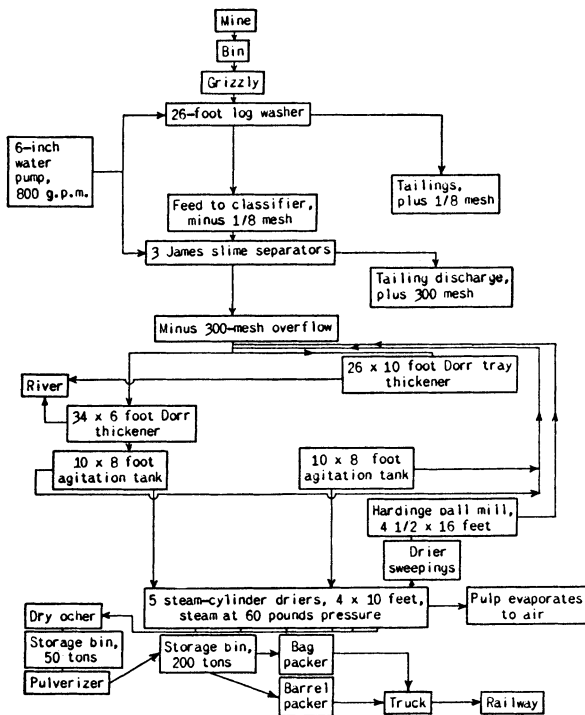 Mine
Bin
Grizzly
26-foot log washer
6-inch
water
pump,
800 g.p.m.
Tailings,
plus 1/8 mesh
Feed to classifier,
minus 1/8 mesh
3 James slime separators
Tailing discharge,
plus 300 mesh
Minus 300-mesh overflow
26 x 10 foot Dorr tray
thickener
River
34 x 6 foot Dorr
thickener
10 x 8 foot
agitation tank
10 x 8 foot
agitation tank
Hardinge ball mill,
4 1/2 x 16 feet
Drier
sweepings
5 steam-cylinder driers, 4 x 10 feet,
steam at 60 pounds pressure
Pulp evaporates
to air
Dry ocher
Storage bin,
50 tons
Pulverizer
Storage bin,
200 tons
Bag
packer
Barrel
packer
Truck
Railway